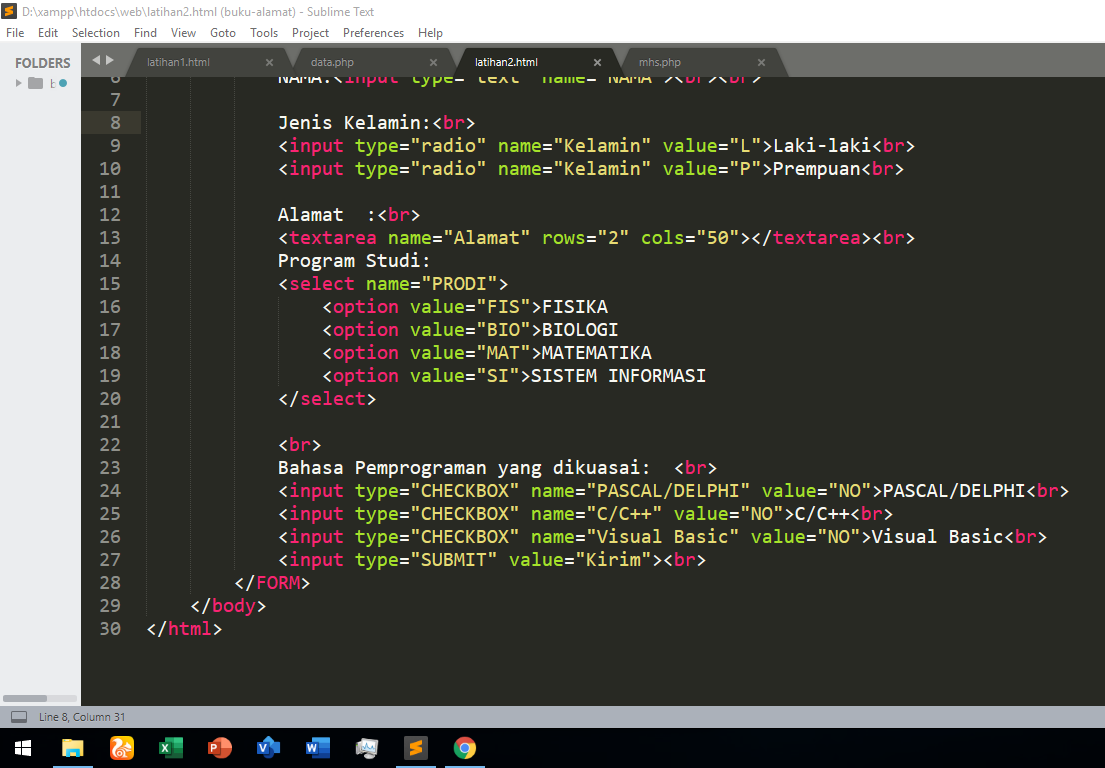 D:\xampp\htdocs\web\latihan2.html (buku-alamat) - Sublime Text
File Edit Selection Find View Goto Tools Project Preferences Help
FOLDERS
latihan1.html
data.php
latihan2.html
mhs.php
6 NAMA:<input type="text" name="NAMA"><br><br>
7
8 Jenis Kelamin:<br>
9 <input type="radio" name="Kelamin" value="L">Laki-laki<br>
10 <input type="radio" name="Kelamin" value="P">Prempuan<br>
11
12 Alamat  :<br>
13 <textarea name="Alamat" rows="2" cols="50"></textarea><br>
14 Program Studi:
15 <select name="PRODI">
16 <option value="FIS">FISIKA
17 <option value="BIO">BIOLOGI
18 <option value="MAT">MATEMATIKA
19 <option value="SI">SISTEM INFORMASI
20 </select>
21
22 <br>
23 Bahasa Pemprograman yang dikuasai:  <br>
24 <input type="CHECKBOX" name="PASCAL/DELPHI" value="NO">PASCAL/DELPHI<br>
25 <input type="CHECKBOX" name="C/C++" value="NO">C/C++<br>
26 <input type="CHECKBOX" name="Visual Basic" value="NO">Visual Basic<br>
27 <input type="SUBMIT" value="Kirim"><br>
28 </FORM>
29 </body>
30 </html>
Line 8, Column 31